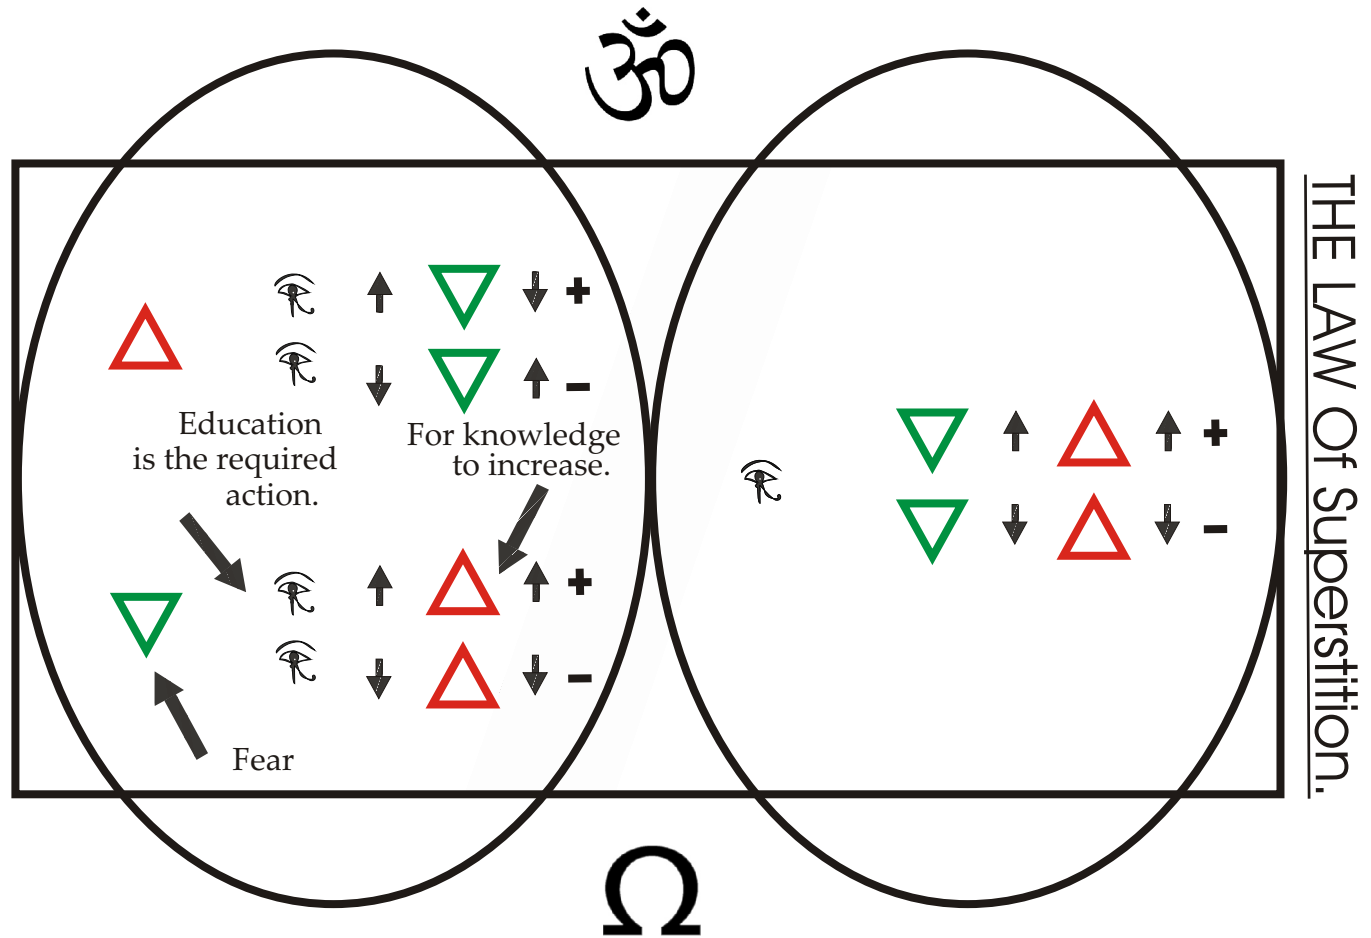 ॐ
+
−
Education
is the required
action.
For knowledge
to increase.
+
−
Fear
+
−
THE LAW Of Superstition.
Ω